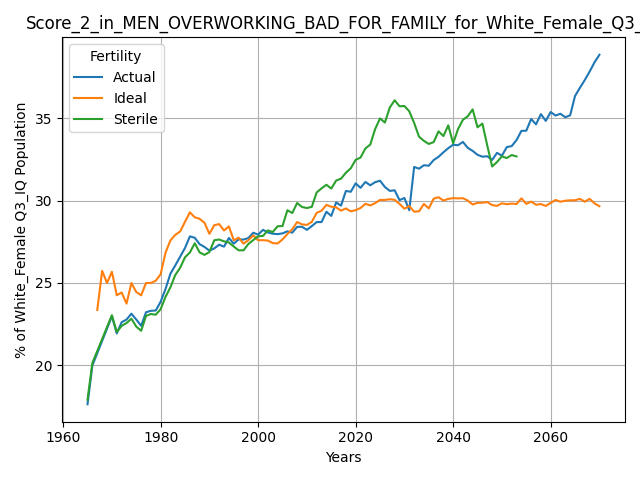 Score_2_in_MEN_OVERWORKING_BAD_FOR_FAMILY_for_White_Female_Q3_
Fertility
Actual
Ideal
Sterile
% of White_Female Q3_IQ Population
35
30
25
20
1960 1980 2000 2020 2040 2060
Years